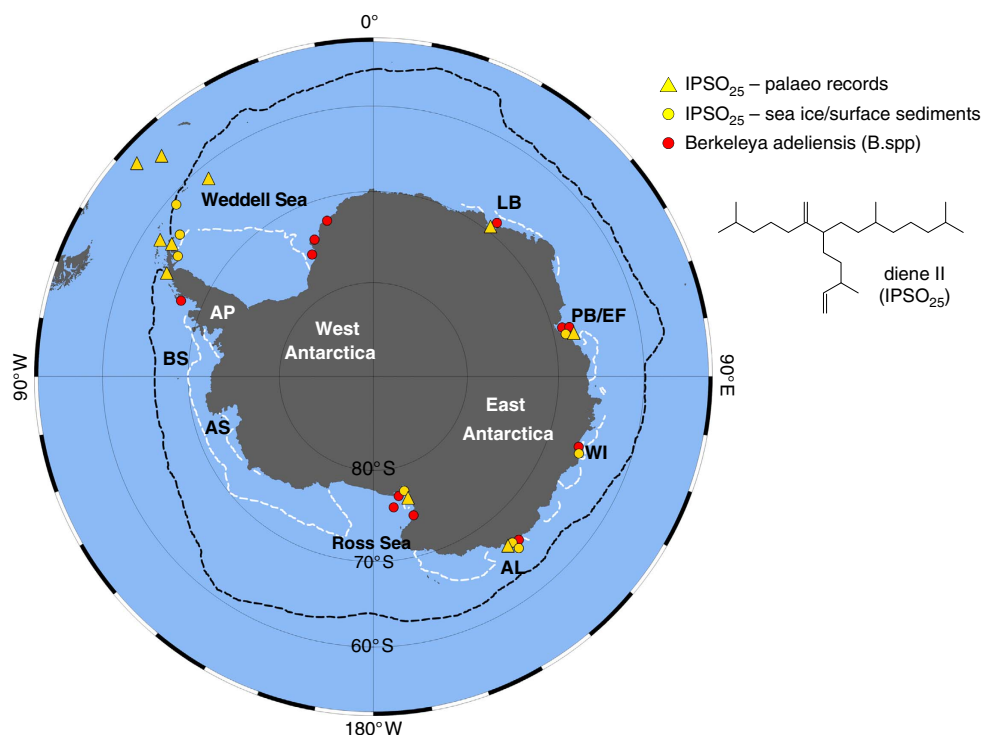 0°
IPSO₂₅ – palaeo records
IPSO₂₅ – sea ice/surface sediments
Berkeleya adeliensis (B.spp)
Weddell Sea
LB
diene II
(IPSO₂₅)
AP
PB/EF
West
Antarctica
BS
90°W
90°E
East
Antarctica
AS
WI
80°S
Ross Sea
70°S
AL
60°S
180°W